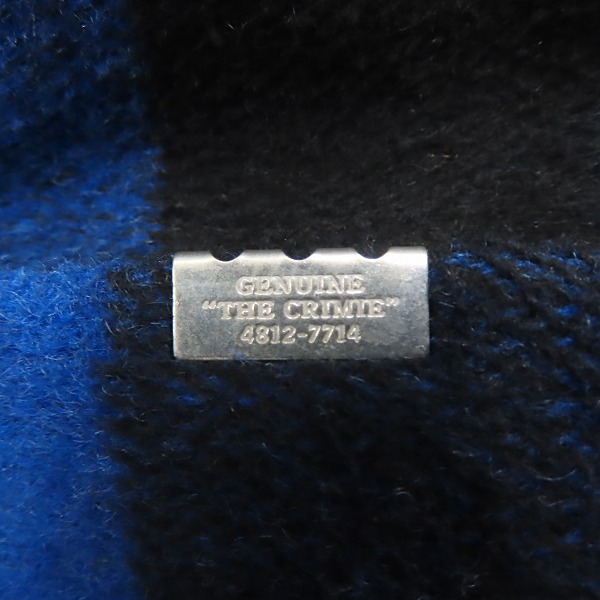 GENUINE
"THE CRIMIE"
4812-7714